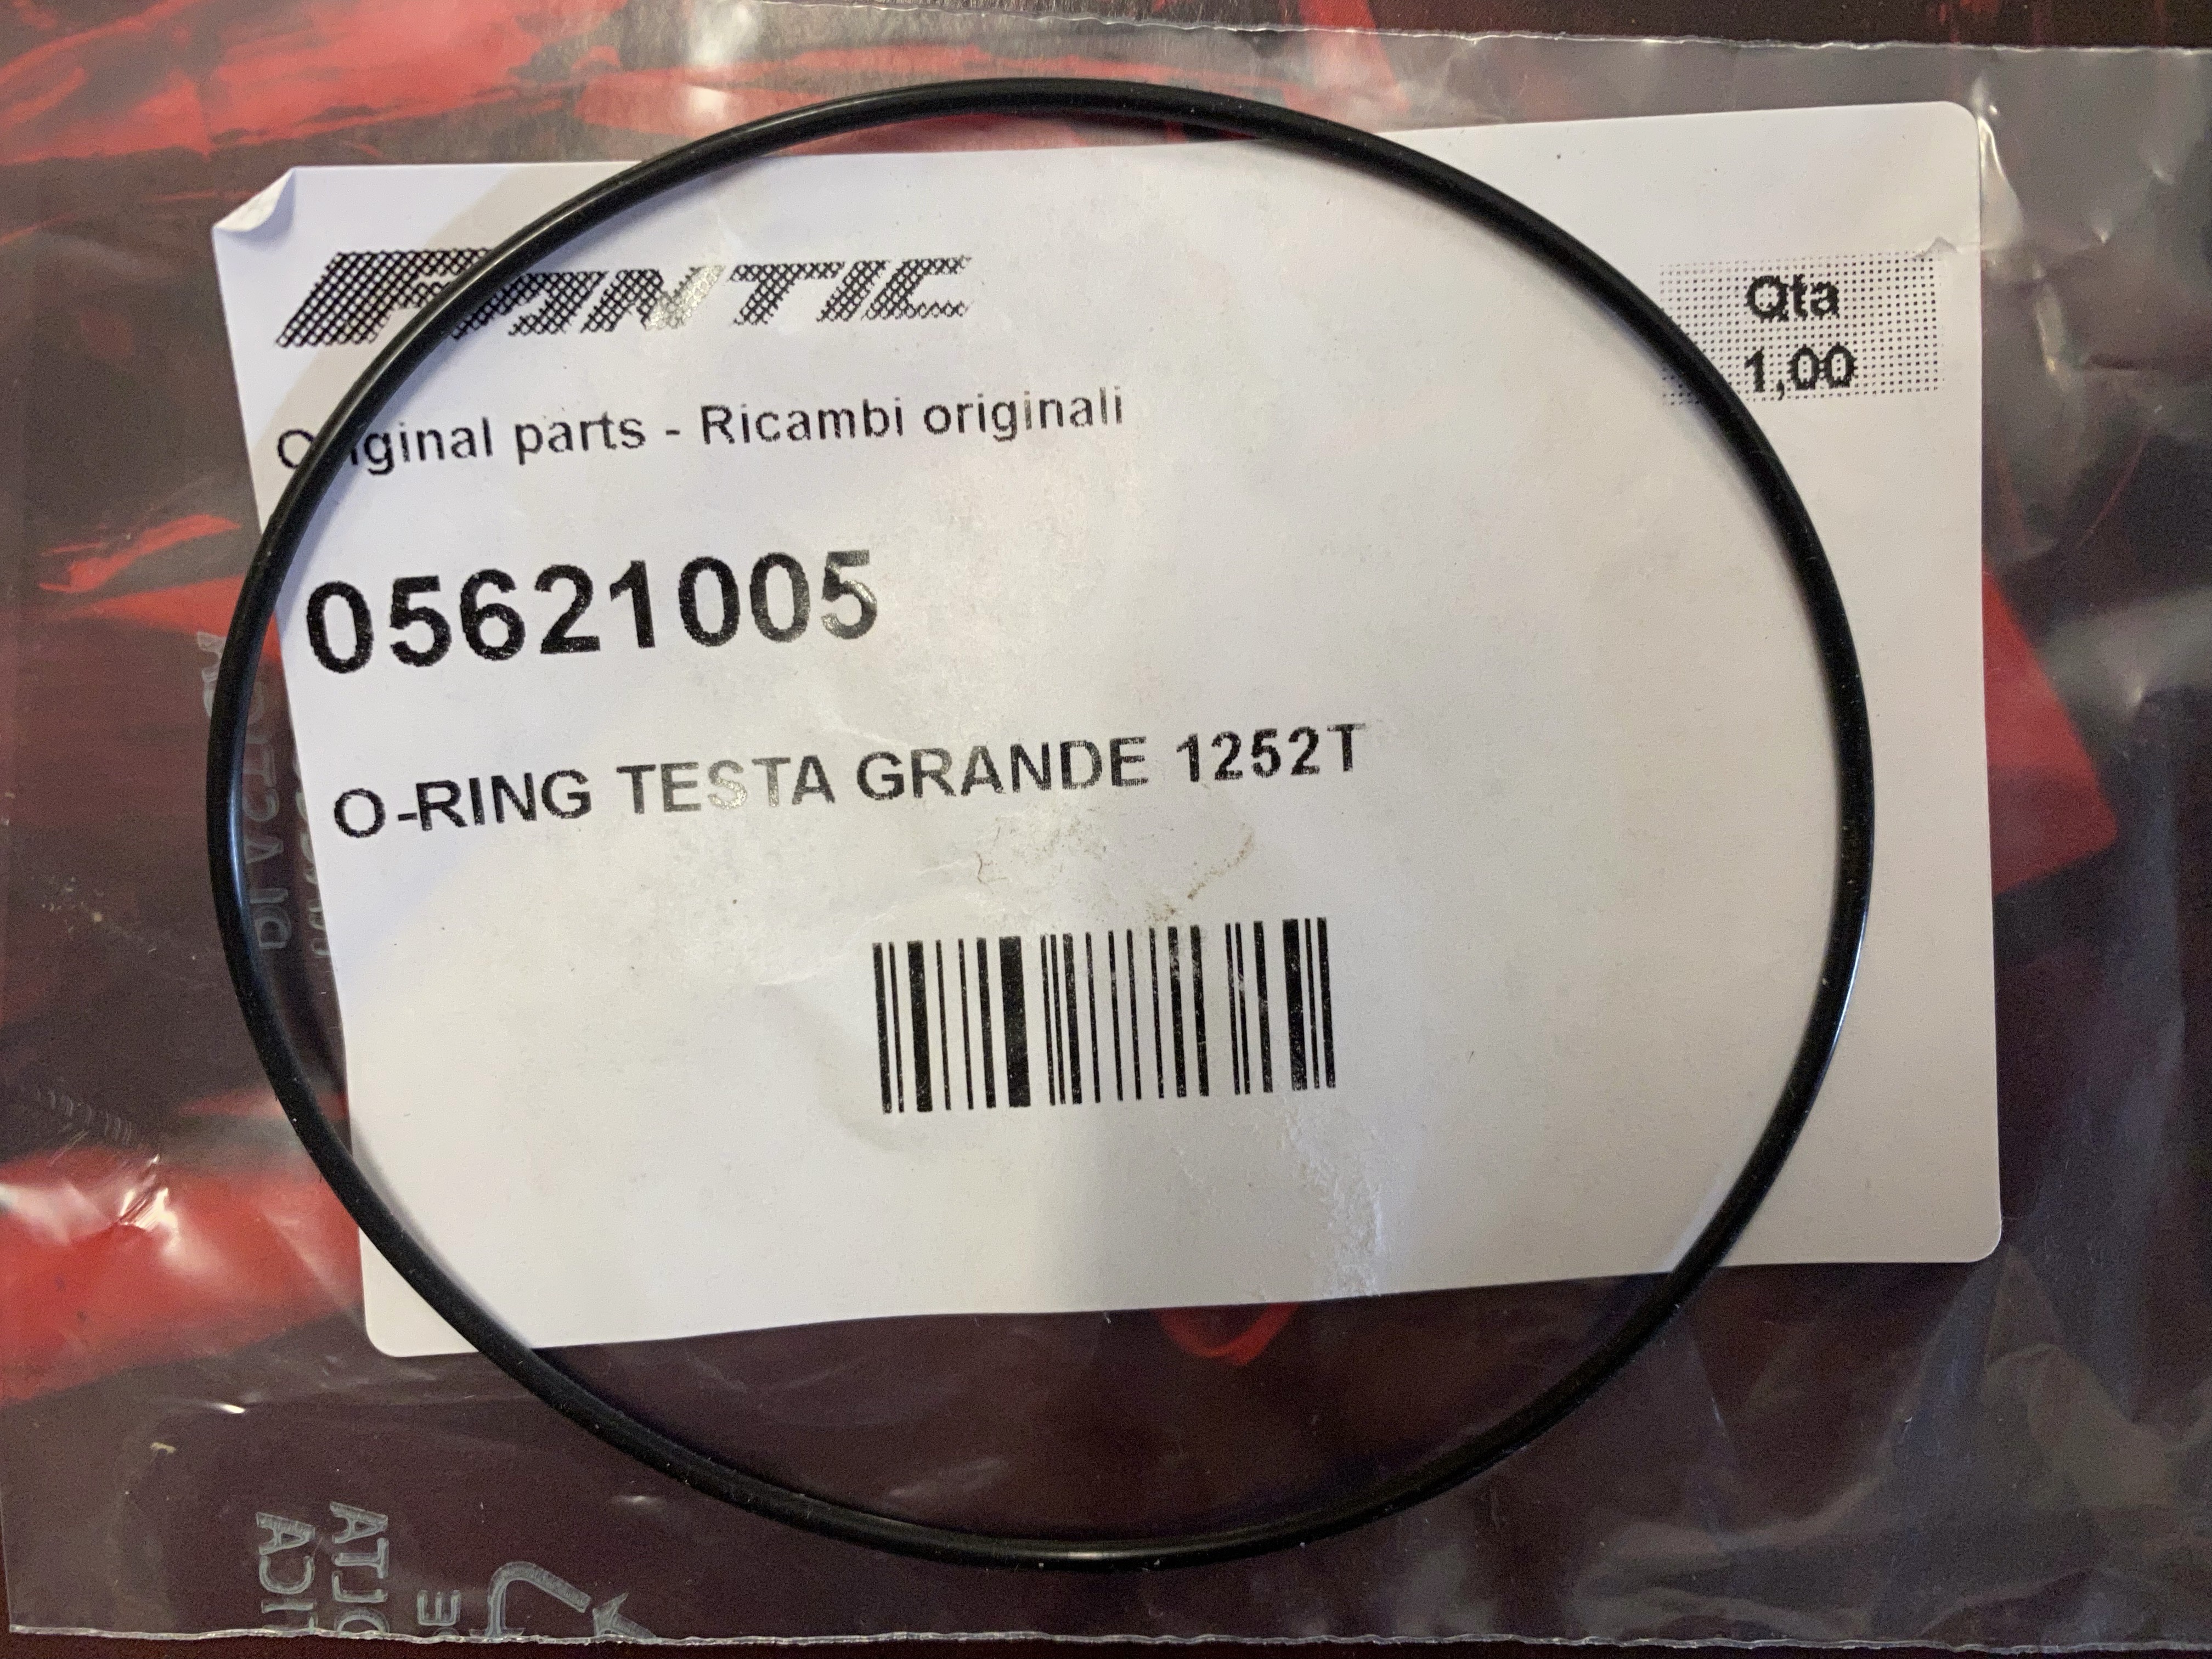 FANTIC
Qta
1,00
Original parts - Ricambi originali
05621005
O-RING TESTA GRANDE 1252T